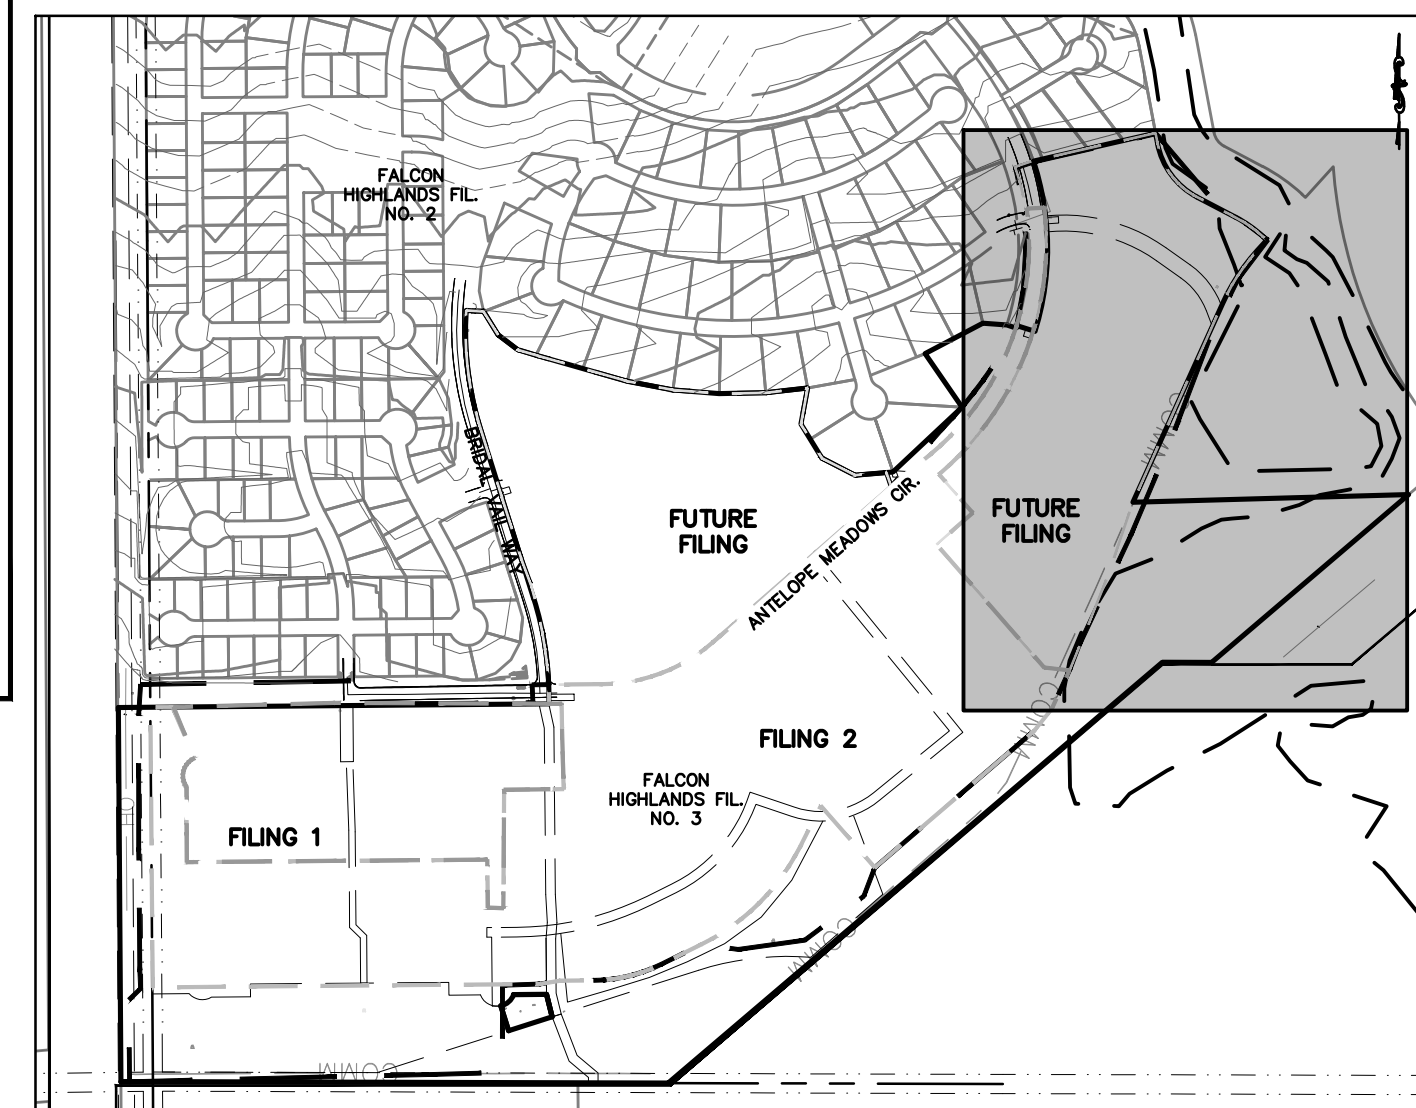 FALCON
HIGHLANDS FIL.
NO. 2
BRIDAL VAIL WAY
FUTURE
FILING
ANTELOPE MEADOWS CIR.
FUTURE
FILING
COMM
COMM
FILING 2
FALCON
HIGHLANDS FIL.
NO. 3
FILING 1
COMM
COMM